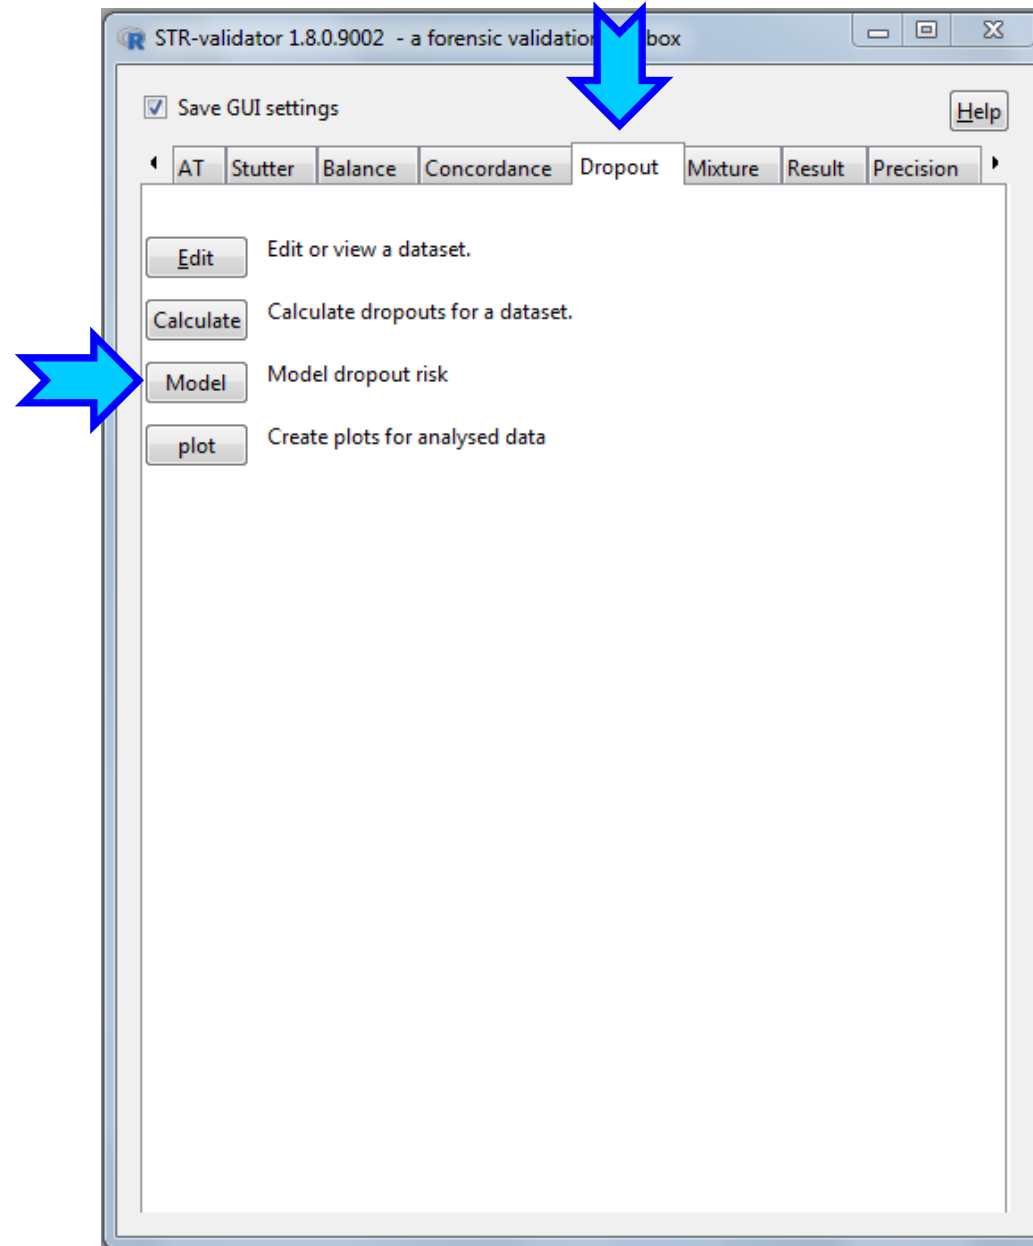 STR-validator 1.8.0.9002 - a forensic validation box
Save GUI settings
Help
AT Stutter Balance Concordance Dropout Mixture Result Precision
Edit Edit or view a dataset.
Calculate Calculate dropouts for a dataset.
Model Model dropout risk
plot Create plots for analysed data